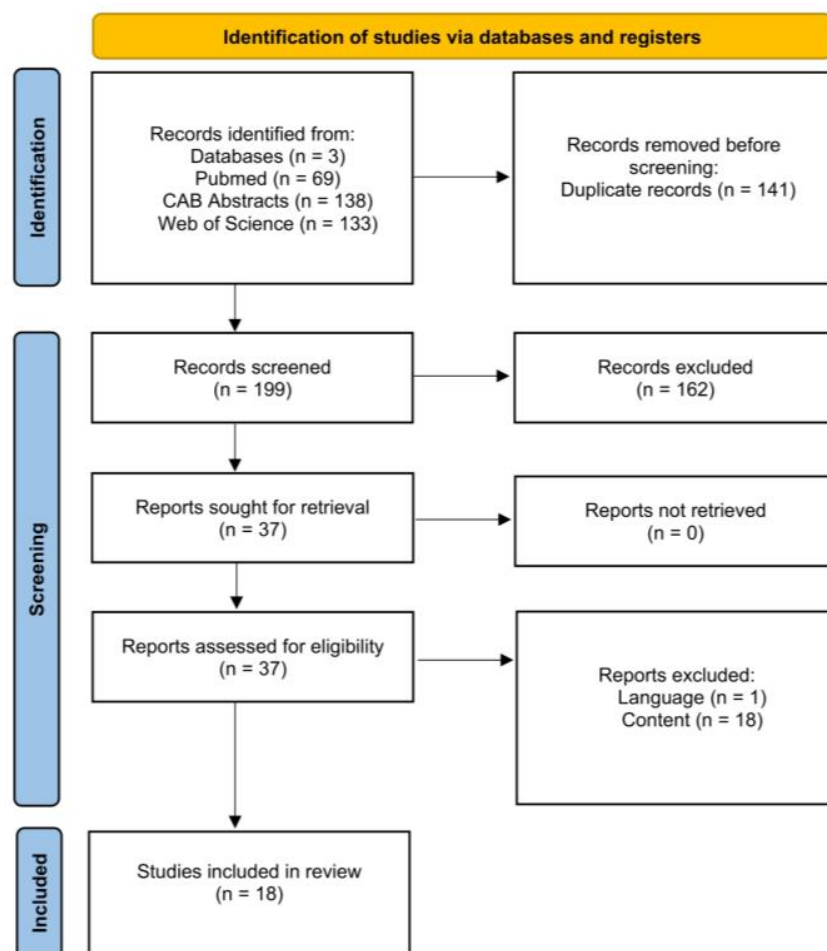 Identification of studies via databases and registers
Identification
Records identified from:
Databases (n = 3)
Pubmed (n = 69)
CAB Abstracts (n = 138)
Web of Science (n = 133)
Records removed before
screening:
Duplicate records (n = 141)
Screening
Records screened
(n = 199)
Records excluded
(n = 162)
Reports sought for retrieval
(n = 37)
Reports not retrieved
(n = 0)
Reports assessed for eligibility
(n = 37)
Reports excluded:
Language (n = 1)
Content (n = 18)
Included
Studies included in review
(n = 18)